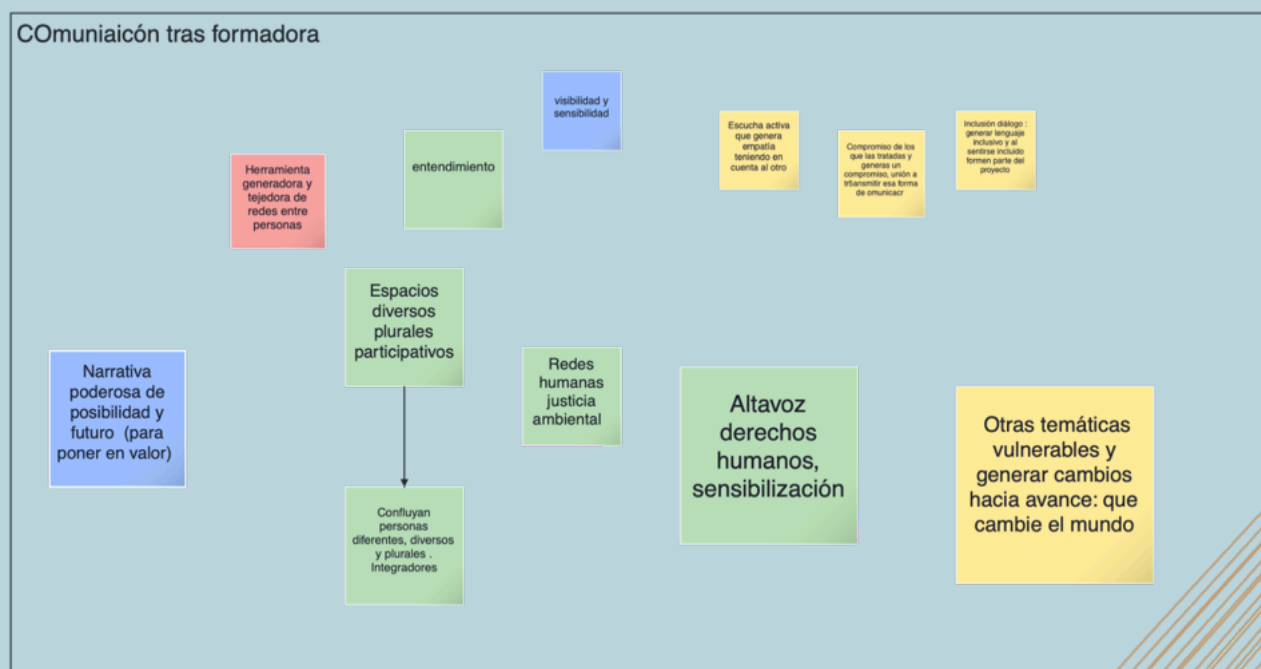 COmuniaicón tras formadora
visibilidad y
sensibilidad
Herramienta
generadora y
tejedora de
redes entre
personas
entendimiento
Escucha activa
que genera
empatía
teniendo en
cuenta al otro
Compromiso de los
que las tratadas y
generas un
compromiso, unión a
tr5ansmitir esa forma
de omunicacr
Inclusión diálogo :
generar lenguaje
inclusivo y al
sentirse incluido
formen parte del
proyecto
Narrativa
poderosa de
posibilidad y
futuro (para
poner en valor)
Espacios
diversos
plurales
participativos
Confluyan
personas
diferentes, diversos
y plurales .
Integradores
Redes
humanas
justicia
ambiental
Altavoz
derechos
humanos,
sensibilización
Otras temáticas
vulnerables y
generar cambios
hacia avance: que
cambie el mundo